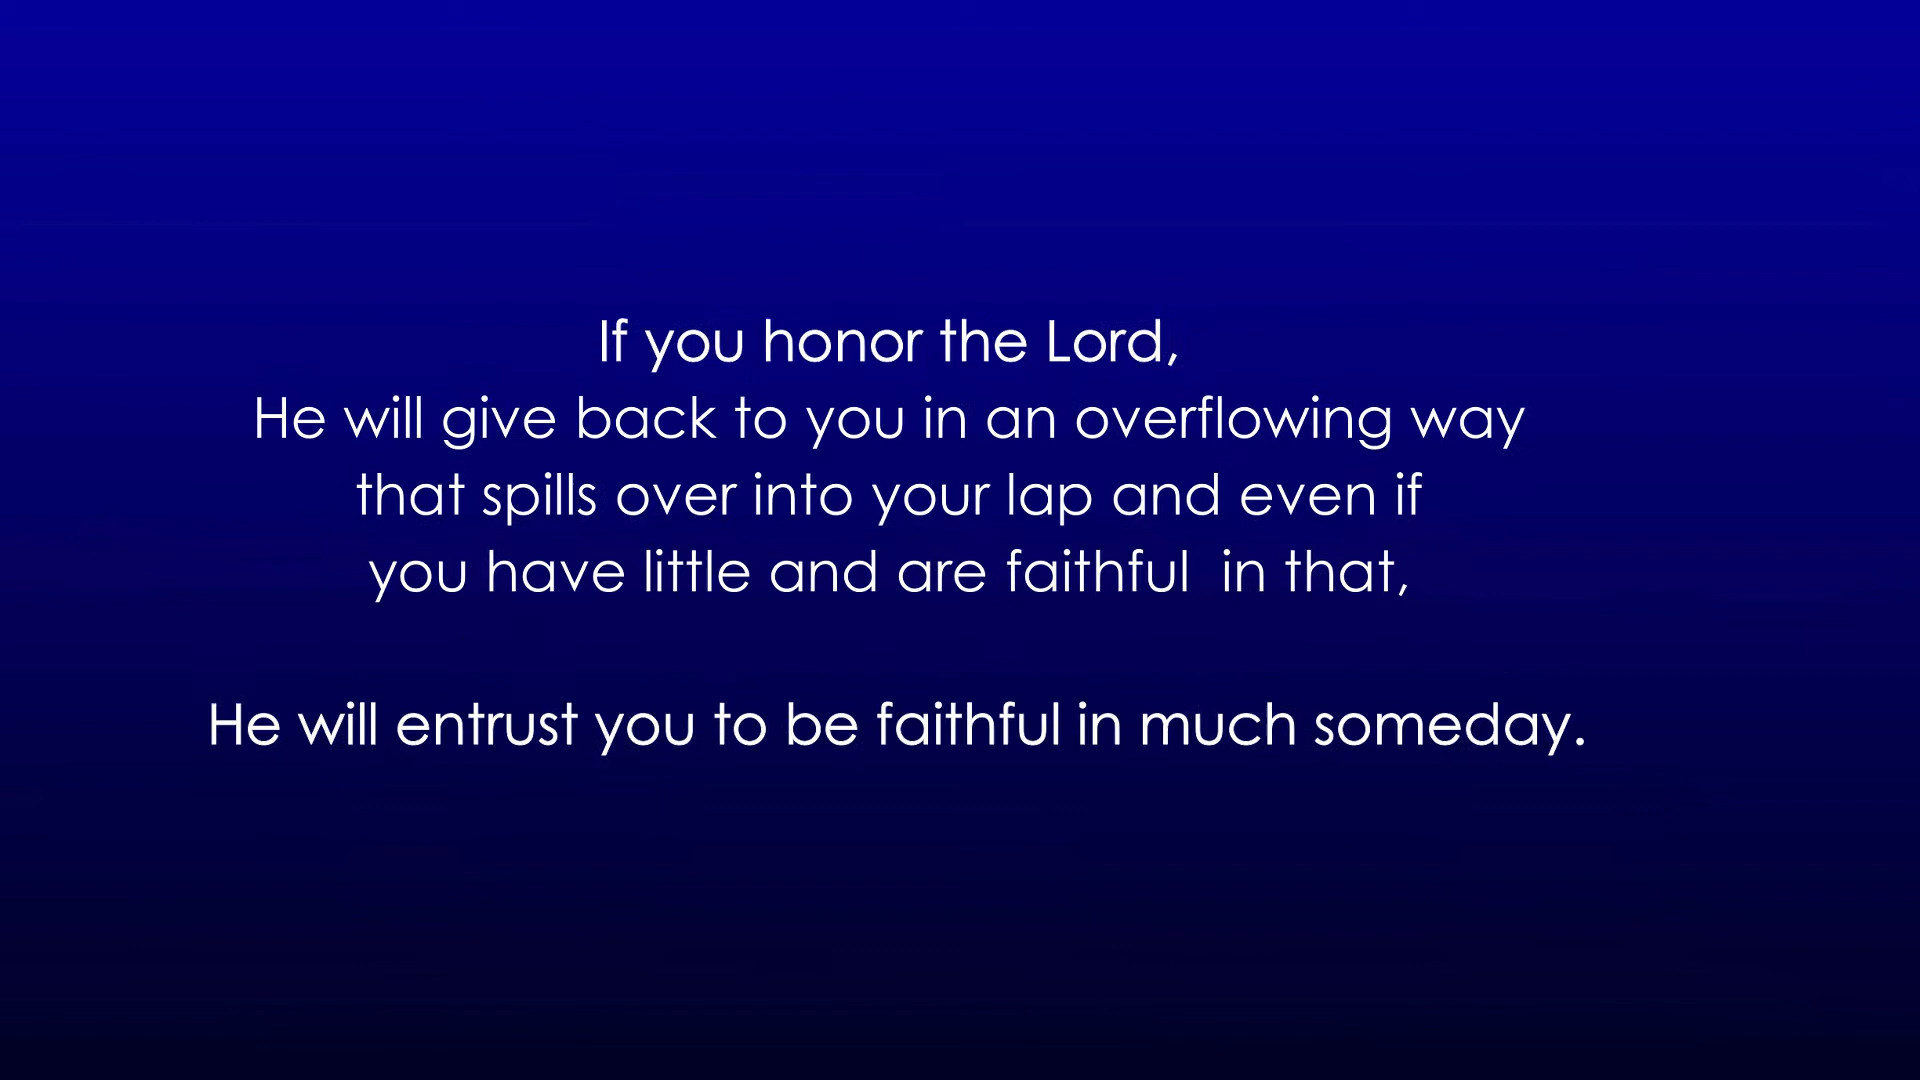 If you honor the Lord,
He will give back to you in an overflowing way
that spills over into your lap and even if
you have little and are faithful  in that,
He will entrust you to be faithful in much someday.